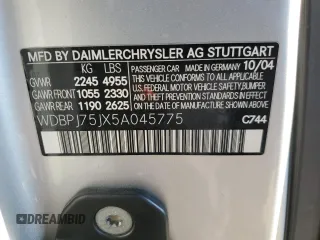 MFD. BY DAIMLERCHRYSLER AG STUTTGART
KG LBS PASSENGER CAR MADE IN GERMANY 10/04
GVWR 2245 4955 THIS VEHICLE CONFORMS TO ALL APPLICABLE
GAWR FRONT 1055 2330 U.S. FEDERAL MOTOR VEHICLE SAFETY, BUMPER
GAWR REAR 1190 2625 AND THEFT PREVENTION STANDARDS IN EFFECT ON THE DATE OF MANUFACTURE SHOWN ABOVE
WDBPJ75JX5A045775
C744
DREAMBID